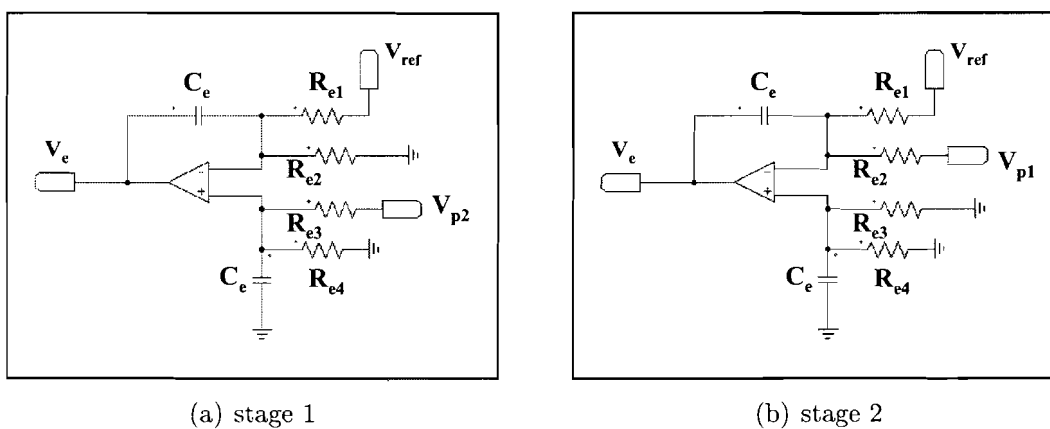 V_ref
R_e1
C_e
V_e
-
+
R_e2
V_p2
R_e3
C_e
R_e4
(a) stage 1
V_ref
R_e1
C_e
V_e
-
+
R_e2
V_p1
R_e3
C_e
R_e4
(b) stage 2